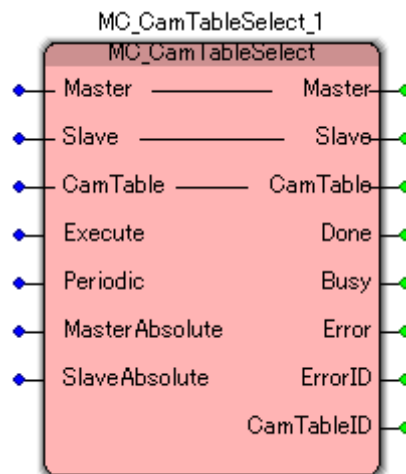 MC_CamTableSelect_1
MC_CamTableSelect
Master Master
Slave Slave
CamTable CamTable
Execute Done
Periodic Busy
MasterAbsolute Error
SlaveAbsolute ErrorID
CamTableID